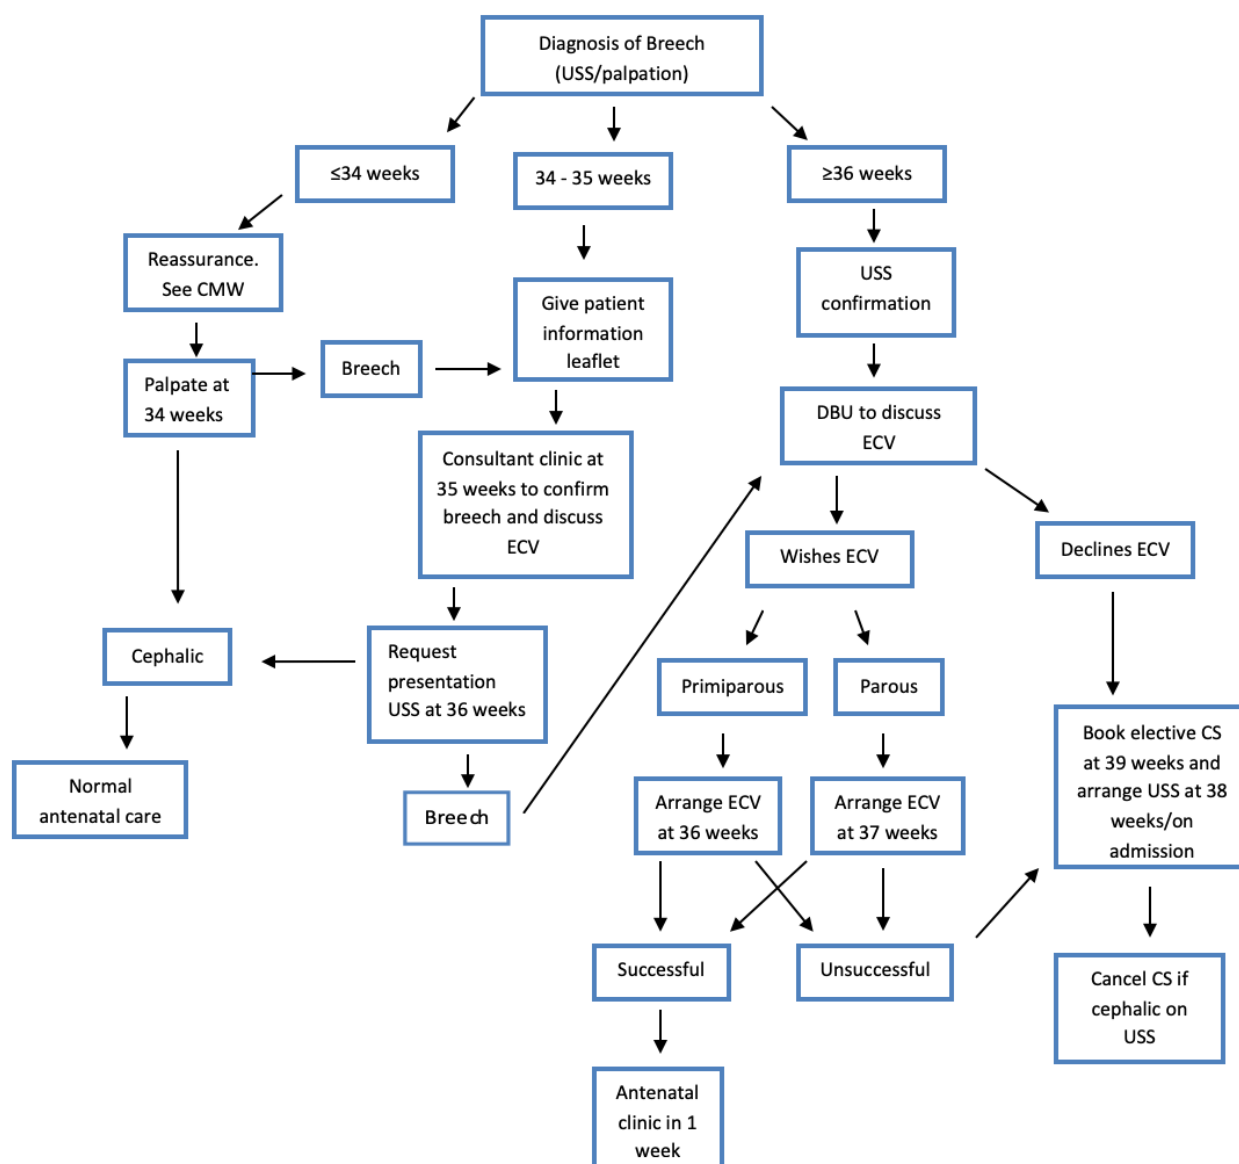 Diagnosis of Breech
(USS/palpation)
≤34 weeks
34 - 35 weeks
≥36 weeks
Reassurance.
See CMW
USS
confirmation
Give patient
information
leaflet
Palpate at
34 weeks
Breech
DBU to discuss
ECV
Consultant clinic at
35 weeks to confirm
breech and discuss
ECV
Wishes ECV
Declines ECV
Cephalic
Request
presentation
USS at 36 weeks
Primiparous
Parous
Book elective CS
at 39 weeks and
arrange USS at 38
weeks/on
admission
Normal
antenatal care
Breech
Arrange ECV
at 36 weeks
Arrange ECV
at 37 weeks
Successful
Unsuccessful
Cancel CS if
cephalic on
USS
Antenatal
clinic in 1
week